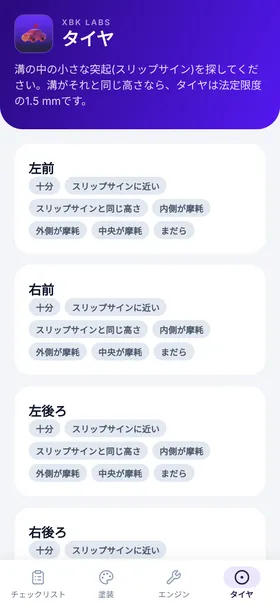 XBK LABS
タイヤ
溝の中の小さな突起(スリップサイン)を探してくだ
さい。溝がそれと同じ高さなら、タイヤは法定限度
の1.5 mmです。
左前
十分 スリップサインに近い
スリップサインと同じ高さ 内側が摩耗
外側が摩耗 中央が摩耗 まだら
右前
十分 スリップサインに近い
スリップサインと同じ高さ 内側が摩耗
外側が摩耗 中央が摩耗 まだら
左後ろ
十分 スリップサインに近い
スリップサインと同じ高さ 内側が摩耗
外側が摩耗 中央が摩耗 まだら
右後ろ
十分 スリップサインに近い
チェックリスト 塗装 エンジン タイヤ